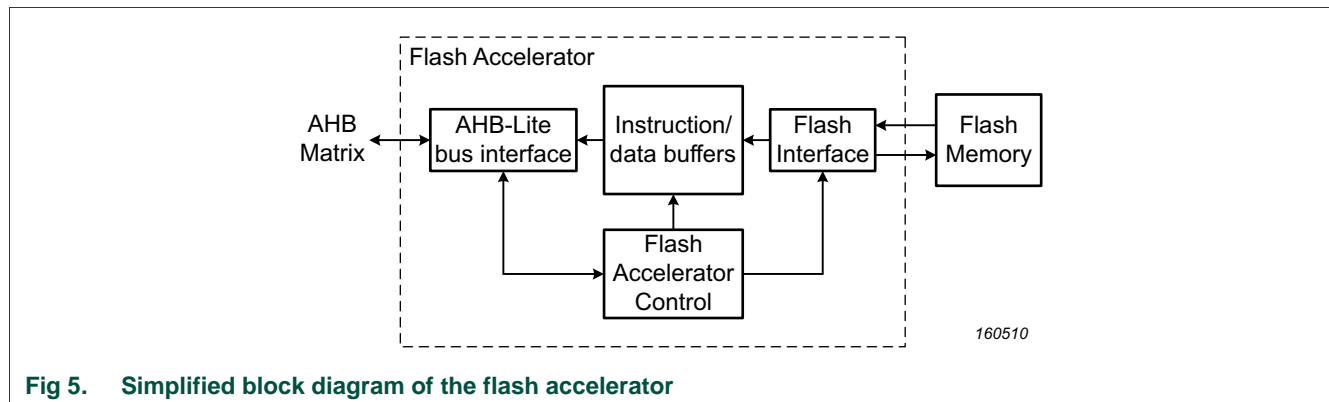 Flash Accelerator
AHB
Matrix
AHB-Lite
bus interface
Instruction/
data buffers
Flash
Interface
Flash
Memory
Flash
Accelerator
Control
160510
Fig 5. Simplified block diagram of the flash accelerator